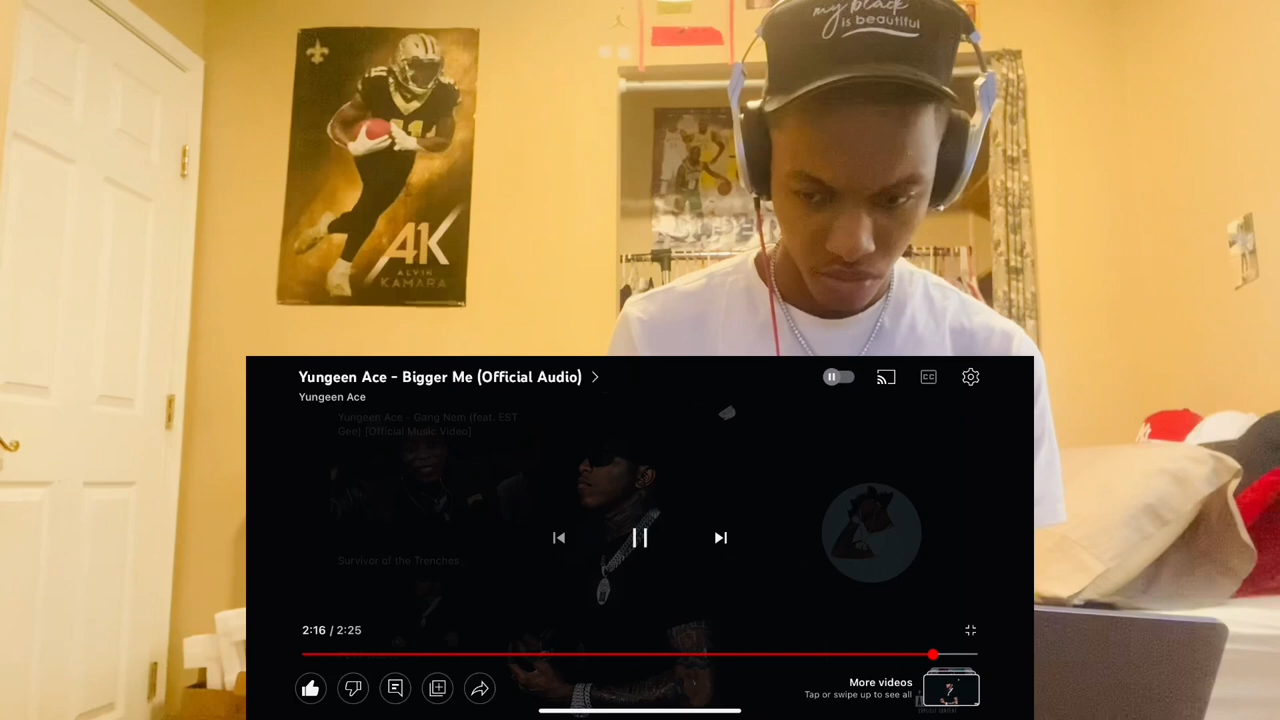 my black
is beautiful
11
AK
ALVIN
KAMARA
Yungeen Ace - Bigger Me (Official Audio)
Yungeen Ace
CC
Yungeen Ace - Gang Nem (feat. EST
Gee) [Official Music Video]
Survivor of the Trenches
2:16 / 2:25
More videos
Tap or swipe up to see all